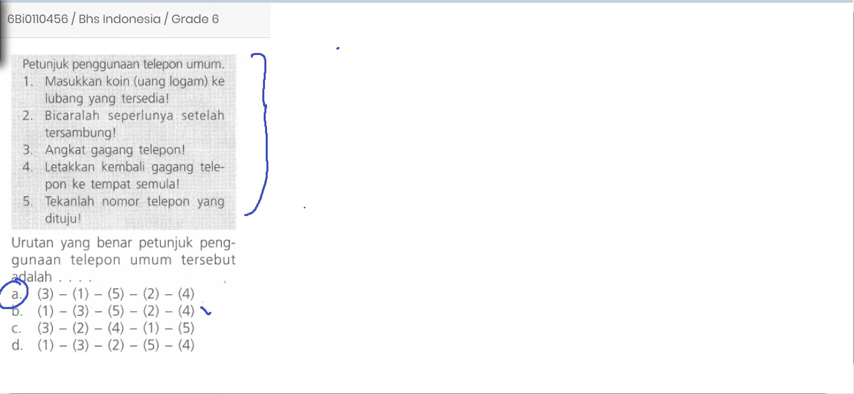 6Bi0110456 / Bhs Indonesia / Grade 6
Petunjuk penggunaan telepon umum.
1. Masukkan koin (uang logam) ke
lubang yang tersedia!
2. Bicaralah seperlunya setelah
tersambung!
3. Angkat gagang telepon!
4. Letakkan kembali gagang tele-
pon ke tempat semula!
5. Tekanlah nomor telepon yang
dituju!
Urutan yang benar petunjuk peng-
gunaan telepon umum tersebut
adalah . . . .
a. (3) – (1) – (5) – (2) – (4)
b. (1) – (3) – (5) – (2) – (4)
c. (3) – (2) – (4) – (1) – (5)
d. (1) – (3) – (2) – (5) – (4)